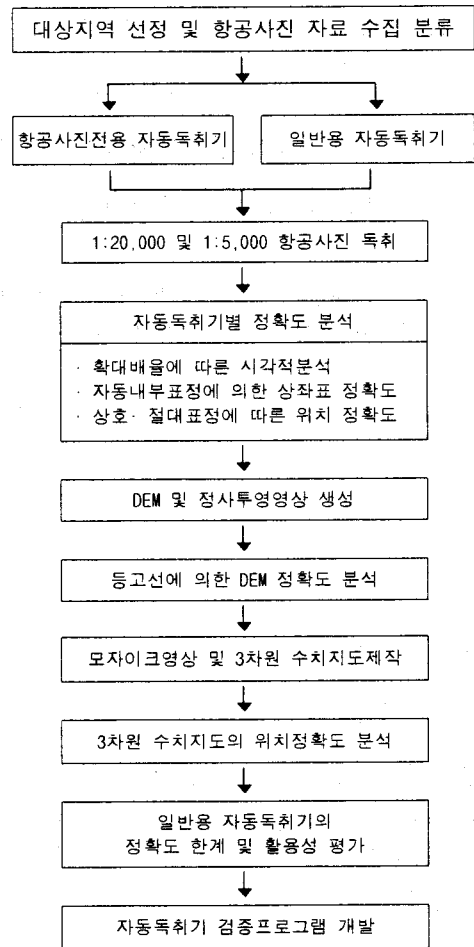 대상지역 선정 및 항공사진 자료 수집 분류
항공사진전용 자동독취기
일반용 자동독취기
1:20,000 및 1:5,000 항공사진 독취
자동독취기별 정확도 분석
· 확대배율에 따른 시각적분석
· 자동내부표정에 의한 상좌표 정확도
· 상호·절대표정에 따른 위치 정확도
DEM 및 정사투영영상 생성
등고선에 의한 DEM 정확도 분석
모자이크영상 및 3차원 수치지도제작
3차원 수치지도의 위치정확도 분석
일반용 자동독취기의
정확도 한계 및 활용성 평가
자동독취기 검증프로그램 개발